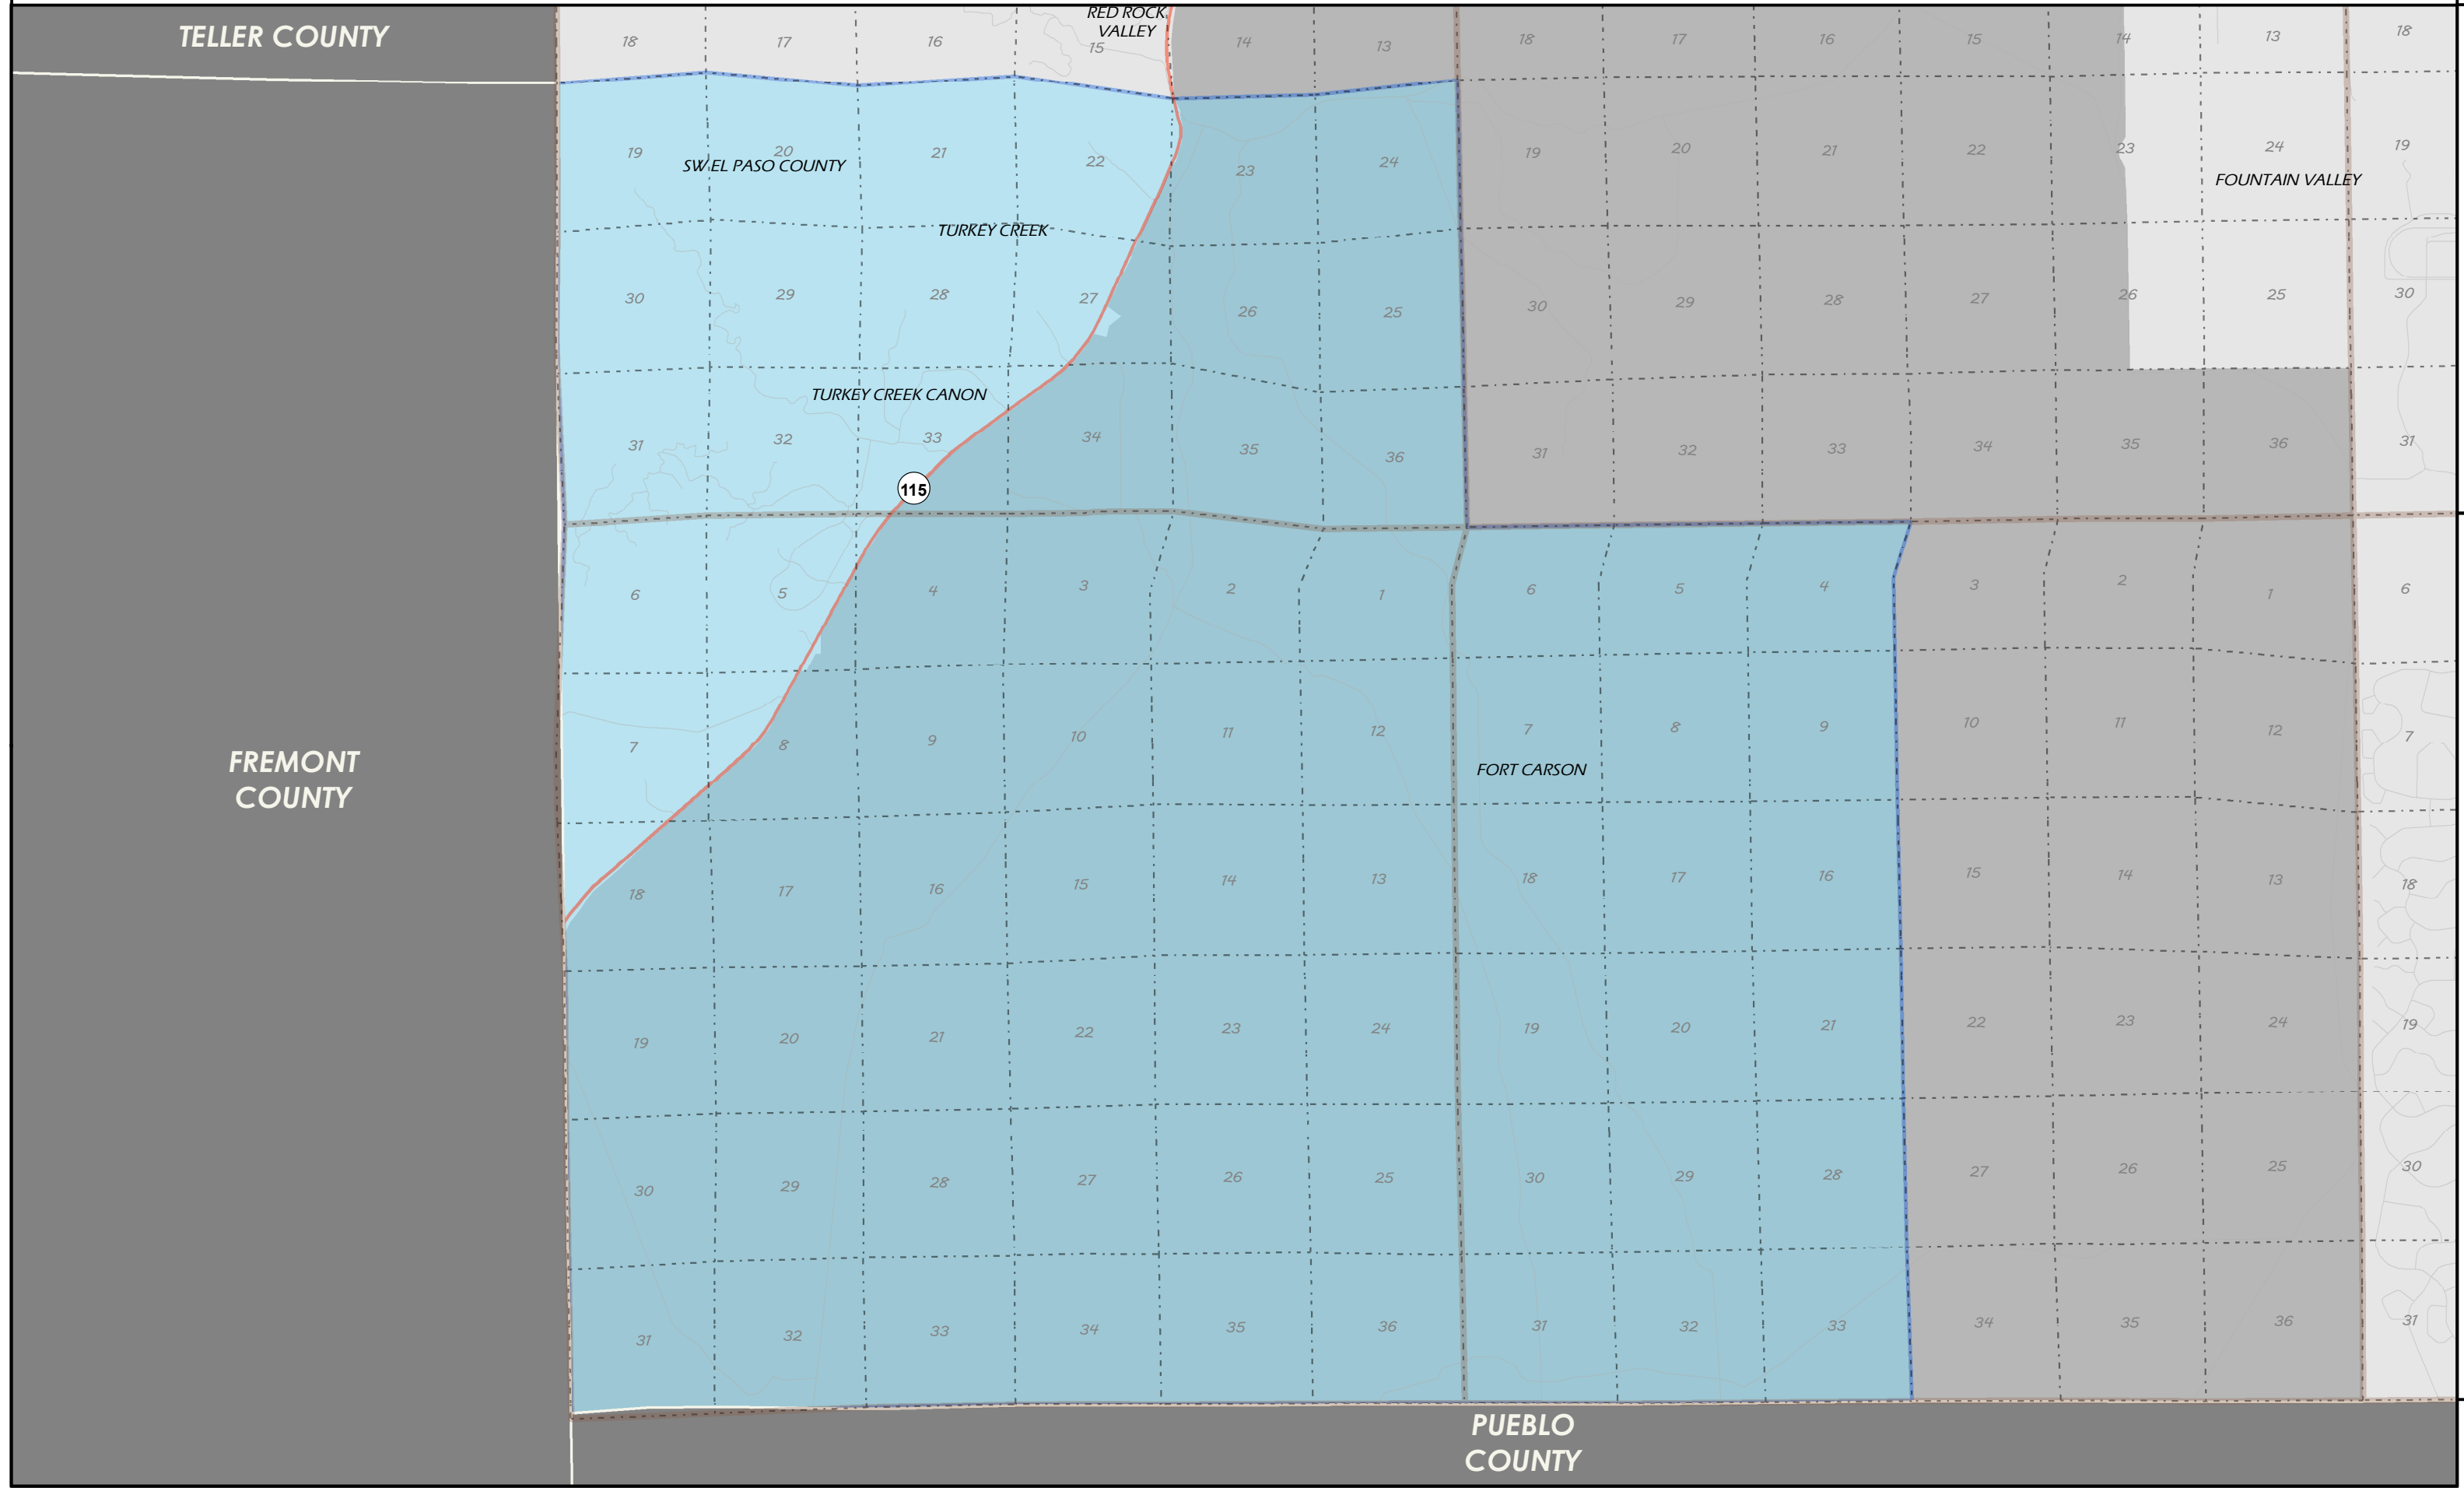 RED ROCK
VALLEY
TELLER COUNTY
18 17 16 15 14 13 18 17 16 15 14 13 18
19 20 21 22 23 24 19 20 21 22 23 24 19
SW EL PASO COUNTY
FOUNTAIN VALLEY
TURKEY CREEK
30 29 28 27 26 25 30 29 28 27 26 25 30
TURKEY CREEK CANON
31 32 33 34 35 36 31 32 33 34 35 36 31
115
6 5 4 3 2 1 6 5 4 3 2 1 6
7 8 9 10 11 12 7 8 9 10 11 12 7
FREMONT
COUNTY
FORT CARSON
18 17 16 15 14 13 18 17 16 15 14 13 18
19 20 21 22 23 24 19 20 21 22 23 24 19
30 29 28 27 26 25 30 29 28 27 26 25 30
31 32 33 34 35 36 31 32 33 34 35 36 31
PUEBLO
COUNTY